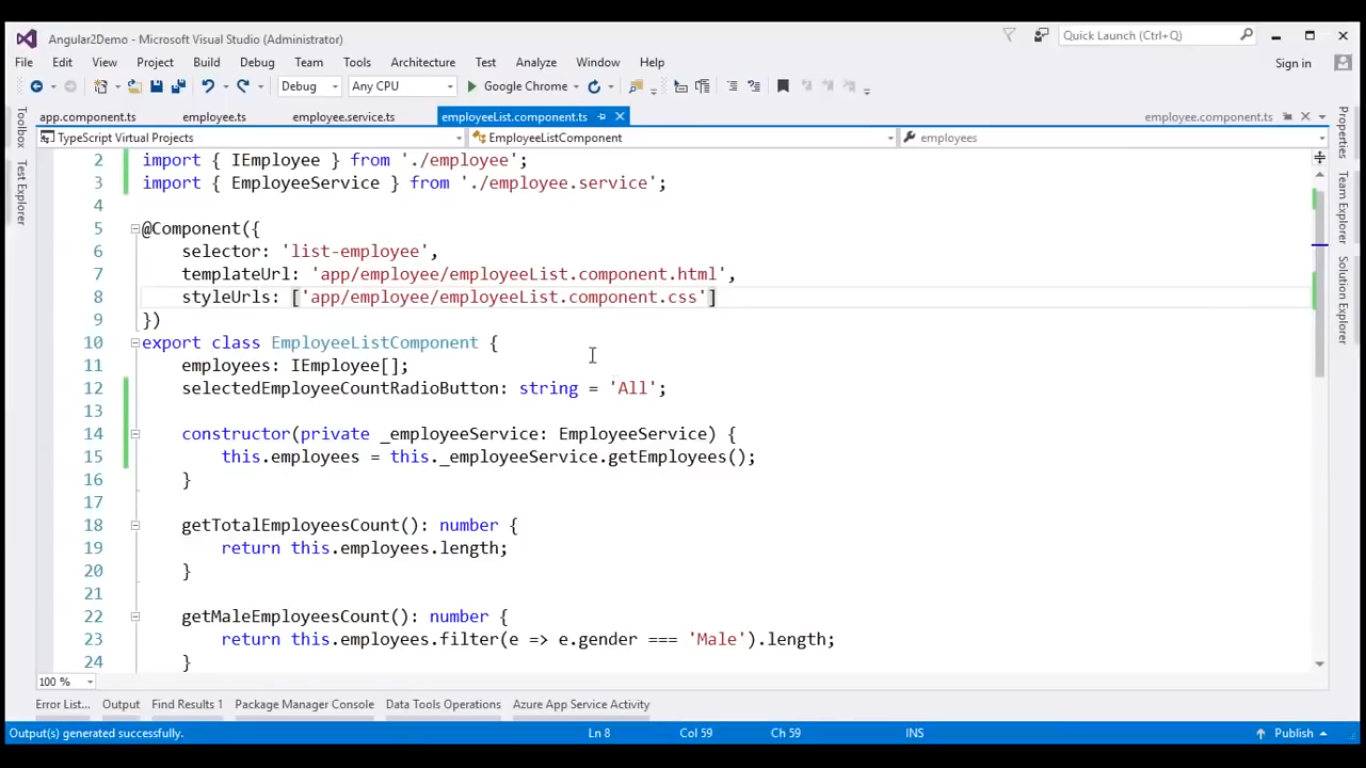 Angular2Demo - Microsoft Visual Studio (Administrator)
Quick Launch (Ctrl+Q)
File Edit View Project Build Debug Team Tools Architecture Test Analyze Window Help
Sign in
Debug Any CPU Google Chrome
app.component.ts employee.ts employee.service.ts employeeList.component.ts employee.component.ts
TypeScript Virtual Projects EmployeeListComponent employees
Toolbox
Test Explorer
Properties
Team Explorer
Solution Explorer
2 import { IEmployee } from './employee';
3 import { EmployeeService } from './employee.service';
4
5 @Component({
6 selector: 'list-employee',
7 templateUrl: 'app/employee/employeeList.component.html',
8 styleUrls: ['app/employee/employeeList.component.css']
9 })
10 export class EmployeeListComponent {
11 employees: IEmployee[];
12 selectedEmployeeCountRadioButton: string = 'All';
13
14 constructor(private _employeeService: EmployeeService) {
15 this.employees = this._employeeService.getEmployees();
16 }
17
18 getTotalEmployeesCount(): number {
19 return this.employees.length;
20 }
21
22 getMaleEmployeesCount(): number {
23 return this.employees.filter(e => e.gender === 'Male').length;
24 }
100 %
Error List... Output Find Results 1 Package Manager Console Data Tools Operations Azure App Service Activity
Output(s) generated successfully. Ln 8 Col 59 Ch 59 INS Publish